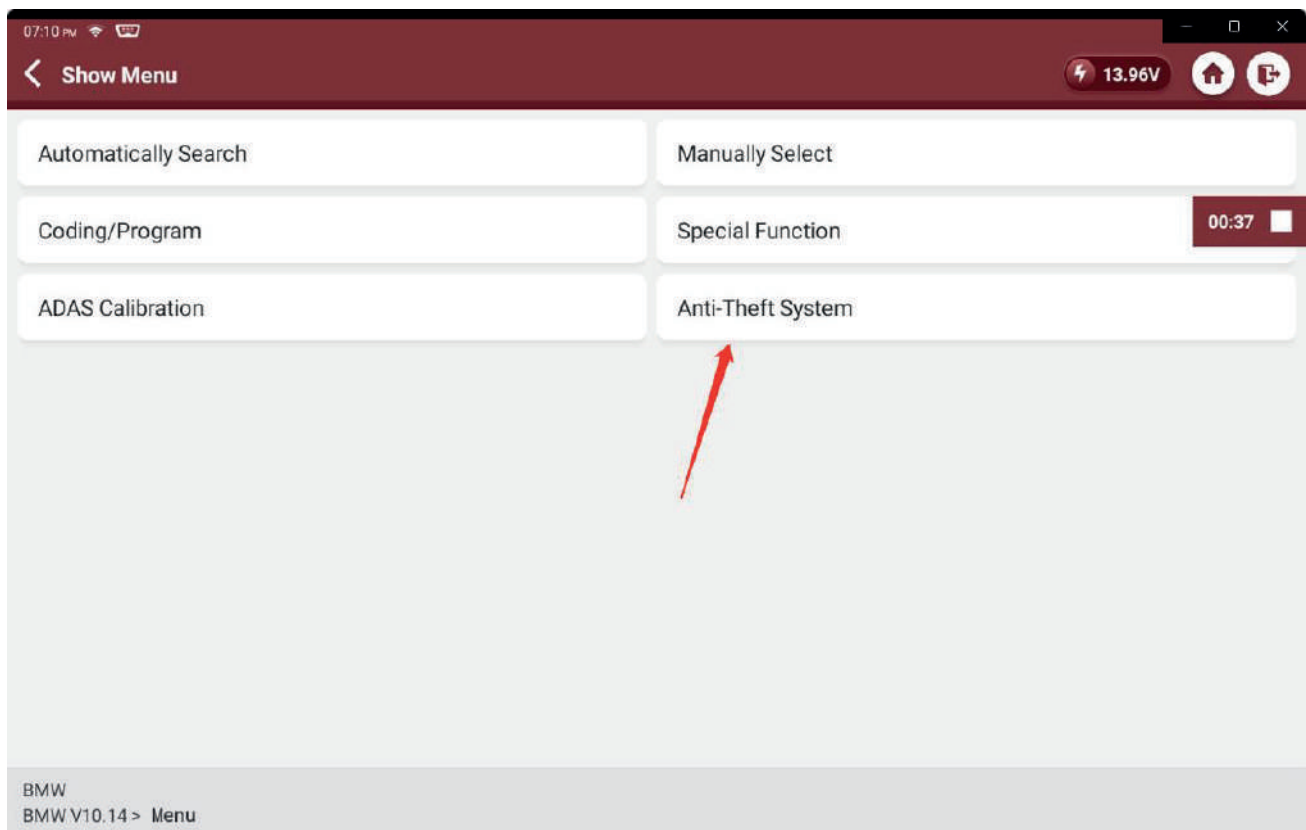 07:10 PM
Show Menu
13.96V
Automatically Search
Manually Select
Coding/Program
Special Function
00:37
ADAS Calibration
Anti-Theft System
BMW
BMW V10.14 > Menu